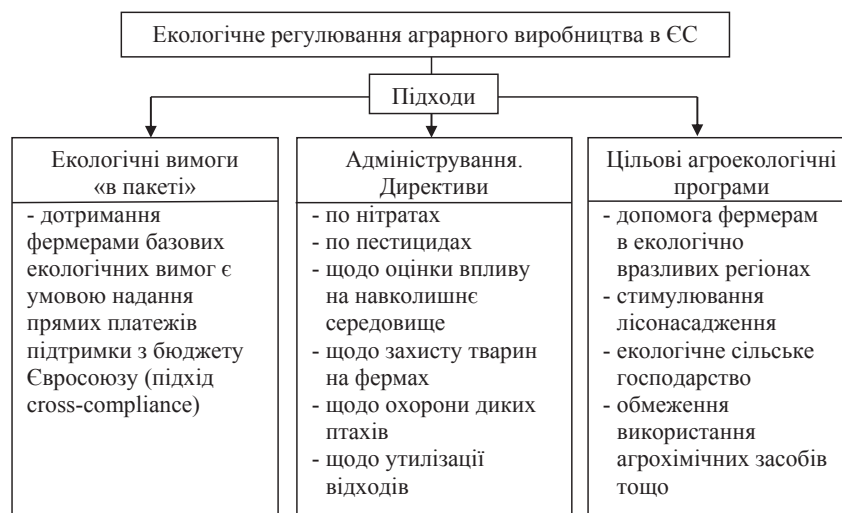 Екологічне регулювання аграрного виробництва в ЄС
Підходи
Екологічні вимоги
«в пакеті»
- дотримання
фермерами базових
екологічних вимог є
умовою надання
прямих платежів
підтримки з бюджету
Євросоюзу (підхід
cross-compliance)
Адміністрування.
Директиви
- по нітратах
- по пестицидах
- щодо оцінки впливу
на навколишнє
середовище
- щодо захисту тварин
на фермах
- щодо охорони диких
птахів
- щодо утилізації
відходів
Цільові агроекологічні
програми
- допомога фермерам
в екологічно
вразливих регіонах
- стимулювання
лісонасадження
- екологічне сільське
господарство
- обмеження
використання
агрохімічних засобів
тощо